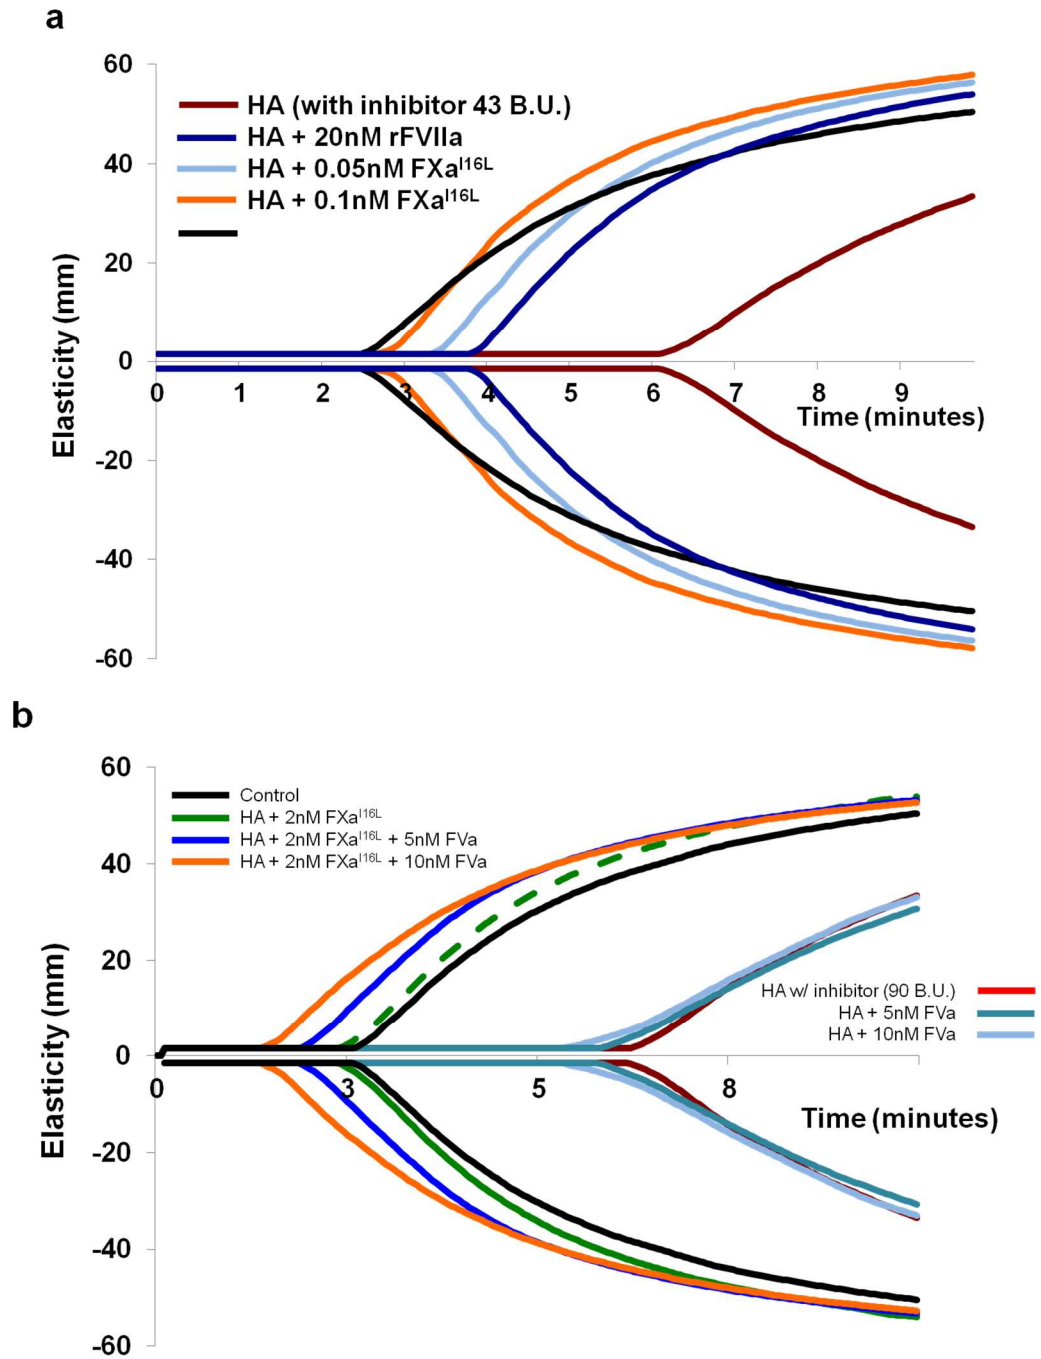 a
60
HA (with inhibitor 43 B.U.)
HA + 20nM rFVIIa
40
HA + 0.05nM FXaI16L
HA + 0.1nM FXaI16L
20
Elasticity (mm)
0
0 1 2 3 4 5 6 7 8 9
Time (minutes)
-20
-40
-60
b
60
Control
HA + 2nM FXaI16L
HA + 2nM FXaI16L + 5nM FVa
HA + 2nM FXaI16L + 10nM FVa
40
20
HA w/ inhibitor (90 B.U.)
HA + 5nM FVa
HA + 10nM FVa
Elasticity (mm)
0
0 3 5 8
Time (minutes)
-20
-40
-60